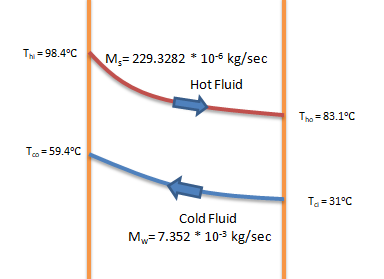 Thi = 98.4°C
Ms= 229.3282 * 10-6 kg/sec
Hot Fluid
Tho = 83.1°C
Tco = 59.4°C
Tci = 31°C
Cold Fluid
Mw= 7.352 * 10-3 kg/sec